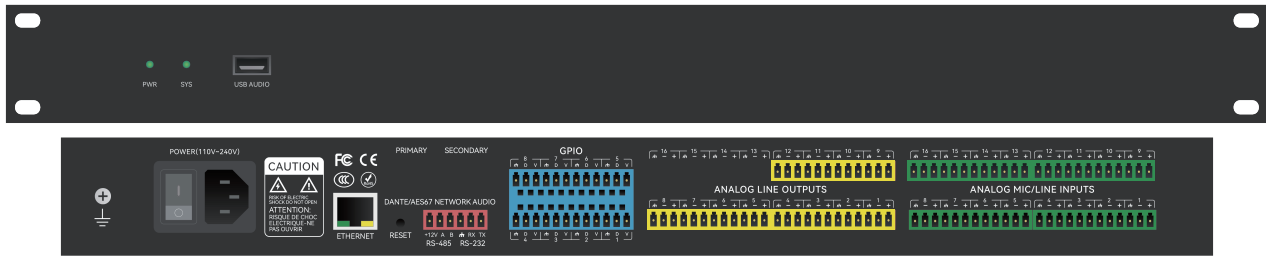 PWR SYS USB AUDIO
POWER(110V~240V)
CAUTION
RISK OF ELECTRIC
SHOCK DO NOT OPEN
ATTENTION:
RISQUE DE CHOC
ELECTRIQUE-NE
PAS OUVRIR
FC CE
CCC
ETHERNET
PRIMARY SECONDARY
DANTE/AES67 NETWORK AUDIO
RESET
+12V A B RX TX
RS-485 RS-232
GPIO
8 7 6 5
D V D V D V D V
D V D V D V D V
4 3 2 1
16 15 14 13 12 11 10 9
- + - + - + - + - + - + - + - +
ANALOG LINE OUTPUTS
8 7 6 5 4 3 2 1
- + - + - + - + - + - + - + - +
16 15 14 13 12 11 10 9
- + - + - + - + - + - + - + - +
ANALOG MIC/LINE INPUTS
8 7 6 5 4 3 2 1
- + - + - + - + - + - + - + - +